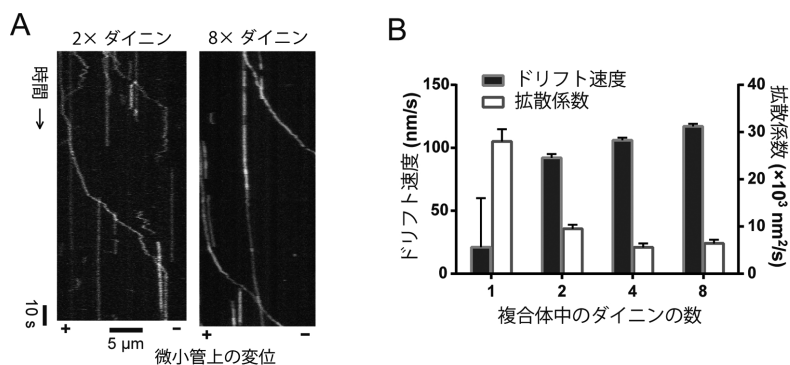 A
2× ダイニン
8× ダイニン
時間 →
10 s
+
−
+
−
5 μm
微小管上の変位
B
ドリフト速度
拡散係数
150
100
50
0
ドリフト速度 (nm/s)
40
30
20
10
0
拡散係数 (×10³ nm²/s)
1
2
4
8
複合体中のダイニンの数